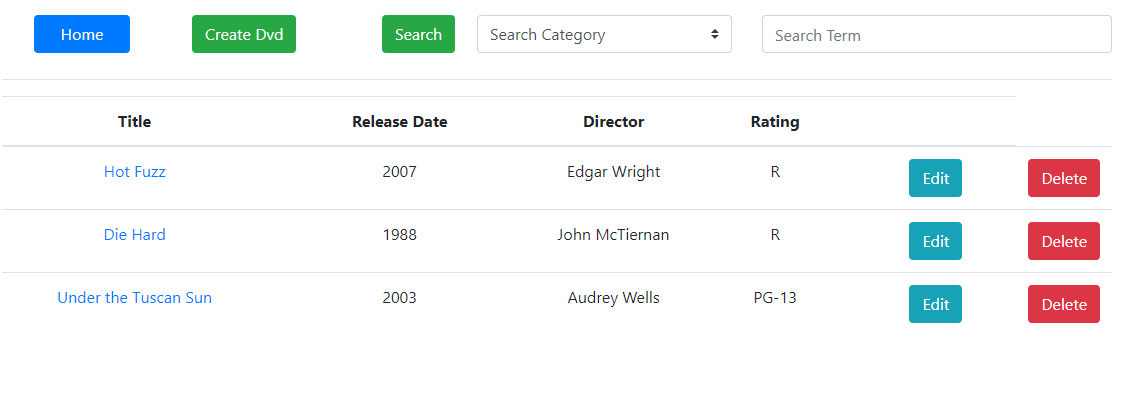 Home Create Dvd Search Search Category Search Term
Title Release Date Director Rating
Hot Fuzz 2007 Edgar Wright R Edit Delete
Die Hard 1988 John McTiernan R Edit Delete
Under the Tuscan Sun 2003 Audrey Wells PG-13 Edit Delete